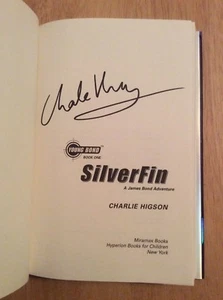 YOUNG BOND
BOOK ONE
SilverFin
A James Bond Adventure
CHARLIE HIGSON
Miramax Books
Hyperion Books for Children
New York